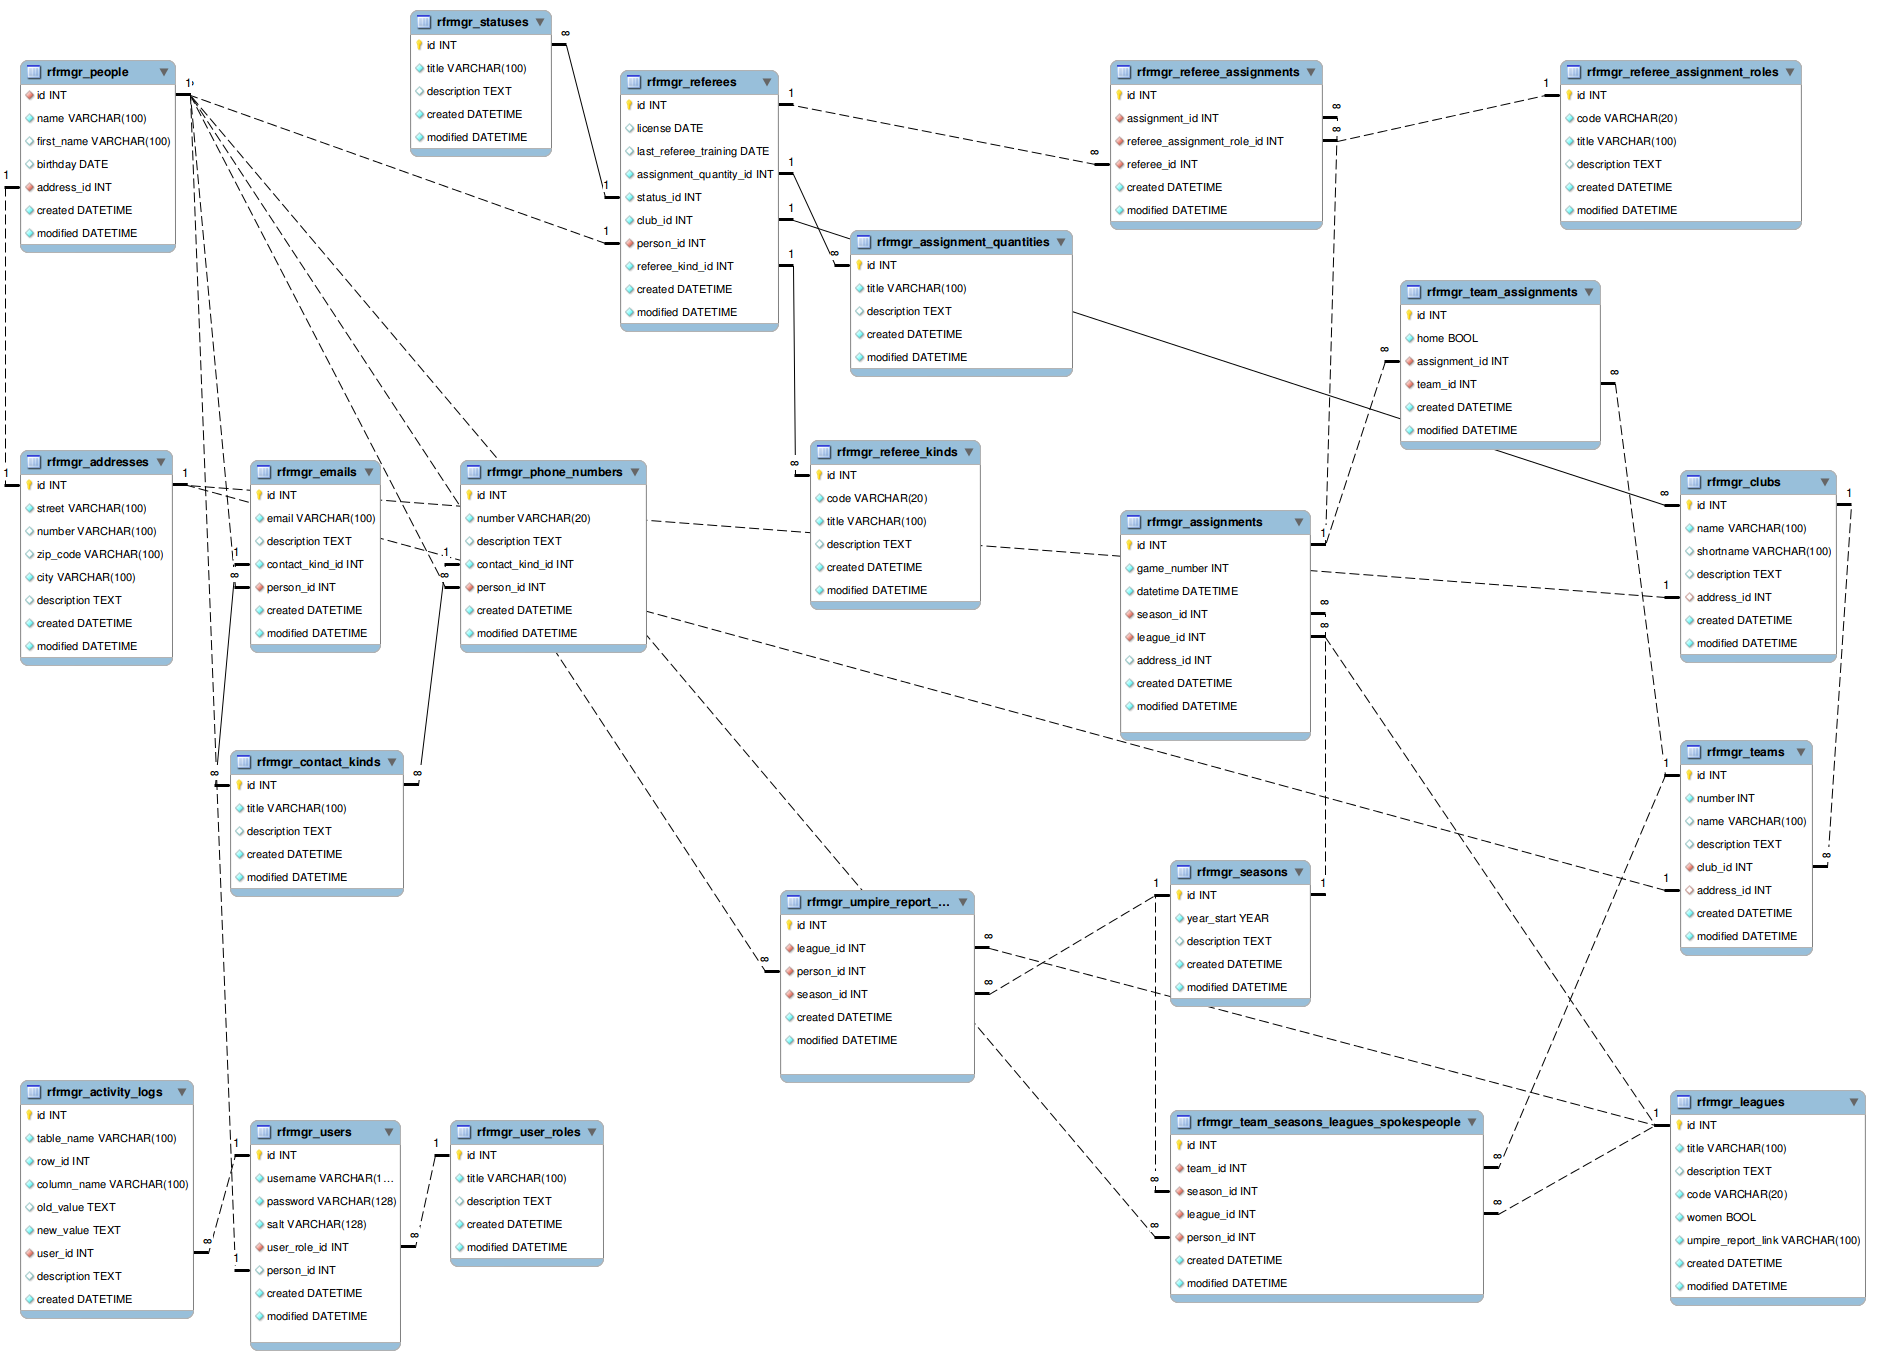 rfrmgr_statuses
id INT
title VARCHAR(100)
description TEXT
created DATETIME
modified DATETIME
rfrmgr_people
id INT
name VARCHAR(100)
first_name VARCHAR(100)
birthday DATE
address_id INT
created DATETIME
modified DATETIME
rfrmgr_referees
id INT
license DATE
last_referee_training DATE
assignment_quantity_id INT
status_id INT
club_id INT
person_id INT
referee_kind_id INT
created DATETIME
modified DATETIME
rfrmgr_referee_assignments
id INT
assignment_id INT
referee_assignment_role_id INT
referee_id INT
created DATETIME
modified DATETIME
rfrmgr_referee_assignment_roles
id INT
code VARCHAR(20)
title VARCHAR(100)
description TEXT
created DATETIME
modified DATETIME
rfrmgr_assignment_quantities
id INT
title VARCHAR(100)
description TEXT
created DATETIME
modified DATETIME
rfrmgr_team_assignments
id INT
home BOOL
assignment_id INT
team_id INT
created DATETIME
modified DATETIME
rfrmgr_addresses
id INT
street VARCHAR(100)
number VARCHAR(100)
zip_code VARCHAR(100)
city VARCHAR(100)
description TEXT
created DATETIME
modified DATETIME
rfrmgr_emails
id INT
email VARCHAR(100)
description TEXT
contact_kind_id INT
person_id INT
created DATETIME
modified DATETIME
rfrmgr_phone_numbers
id INT
number VARCHAR(20)
description TEXT
contact_kind_id INT
person_id INT
created DATETIME
modified DATETIME
rfrmgr_referee_kinds
id INT
code VARCHAR(20)
title VARCHAR(100)
description TEXT
created DATETIME
modified DATETIME
rfrmgr_assignments
id INT
game_number INT
datetime DATETIME
season_id INT
league_id INT
address_id INT
created DATETIME
modified DATETIME
rfrmgr_clubs
id INT
name VARCHAR(100)
shortname VARCHAR(100)
description TEXT
address_id INT
created DATETIME
modified DATETIME
rfrmgr_contact_kinds
id INT
title VARCHAR(100)
description TEXT
created DATETIME
modified DATETIME
rfrmgr_teams
id INT
number INT
name VARCHAR(100)
description TEXT
club_id INT
address_id INT
created DATETIME
modified DATETIME
rfrmgr_umpire_report_...
id INT
league_id INT
person_id INT
season_id INT
created DATETIME
modified DATETIME
rfrmgr_seasons
id INT
year_start YEAR
description TEXT
created DATETIME
modified DATETIME
rfrmgr_activity_logs
id INT
table_name VARCHAR(100)
row_id INT
column_name VARCHAR(100)
old_value TEXT
new_value TEXT
user_id INT
description TEXT
created DATETIME
rfrmgr_users
id INT
username VARCHAR(1...
password VARCHAR(128)
salt VARCHAR(128)
user_role_id INT
person_id INT
created DATETIME
modified DATETIME
rfrmgr_user_roles
id INT
title VARCHAR(100)
description TEXT
created DATETIME
modified DATETIME
rfrmgr_team_seasons_leagues_spokespeople
id INT
team_id INT
season_id INT
league_id INT
person_id INT
created DATETIME
modified DATETIME
rfrmgr_leagues
id INT
title VARCHAR(100)
description TEXT
code VARCHAR(20)
women BOOL
umpire_report_link VARCHAR(100)
created DATETIME
modified DATETIME